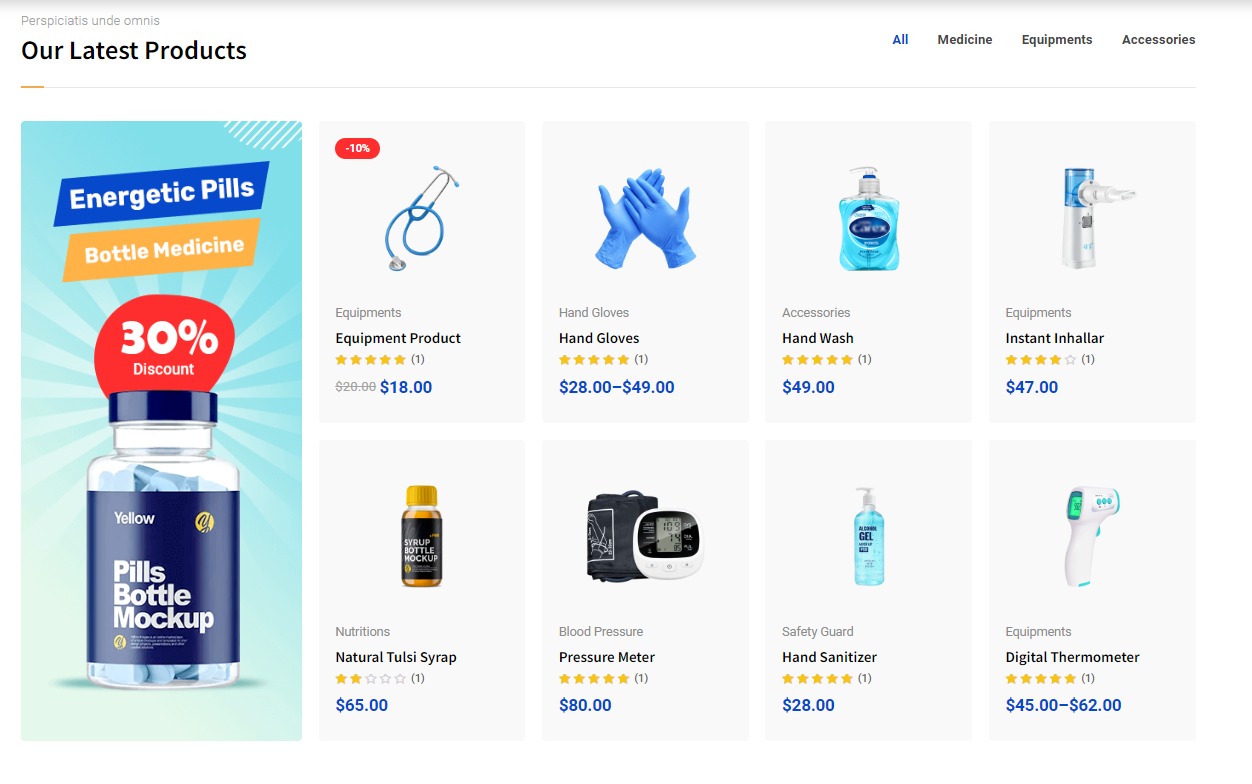 Perspiciatis unde omnis
Our Latest Products
All Medicine Equipments Accessories
Energetic Pills
Bottle Medicine
30%
Discount
Yellow
Pills
Bottle
Mockup
-10%
Equipments
Equipment Product
(1)
$20.00 $18.00
Hand Gloves
Hand Gloves
(1)
$28.00–$49.00
Carex
Accessories
Hand Wash
(1)
$49.00
Equipments
Instant Inhallar
(1)
$47.00
SYRUP
BOTTLE
MOCKUP
Nutritions
Natural Tulsi Syrap
(1)
$65.00
Blood Pressure
Pressure Meter
(1)
$80.00
ALCOHOL
GEL
Safety Guard
Hand Sanitizer
(1)
$28.00
Equipments
Digital Thermometer
(1)
$45.00–$62.00